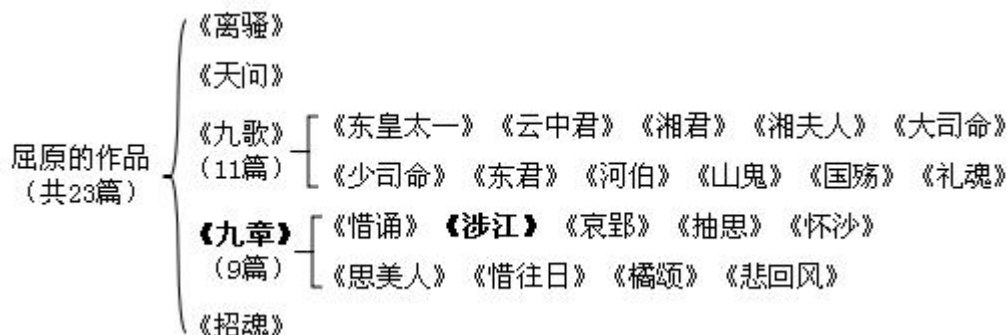 《离骚》
《天问》
《九歌》
(11篇)
《东皇太一》《云中君》《湘君》《湘夫人》《大司命》
《少司命》《东君》《河伯》《山鬼》《国殇》《礼魂》
屈原的作品
(共23篇)
《九章》
(9篇)
《惜诵》《涉江》《哀郢》《抽思》《怀沙》
《思美人》《惜往日》《橘颂》《悲回风》
《招魂》